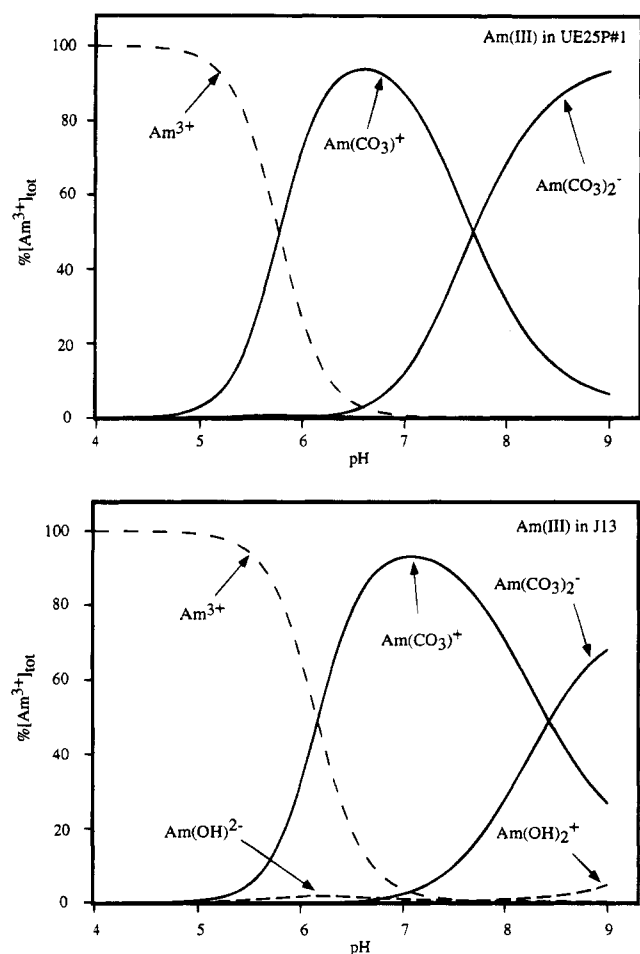 Am(III) in UE25P#1
100
80
60
40
20
0
%[Am³⁺]tot
Am³⁺
Am(CO₃)⁺
Am(CO₃)₂⁻
4 5 6 7 8 9
pH
Am(III) in J13
100
80
60
40
20
0
%[Am³⁺]tot
Am³⁺
Am(CO₃)⁺
Am(CO₃)₂⁻
Am(OH)²⁻
Am(OH)₂⁺
4 5 6 7 8 9
pH